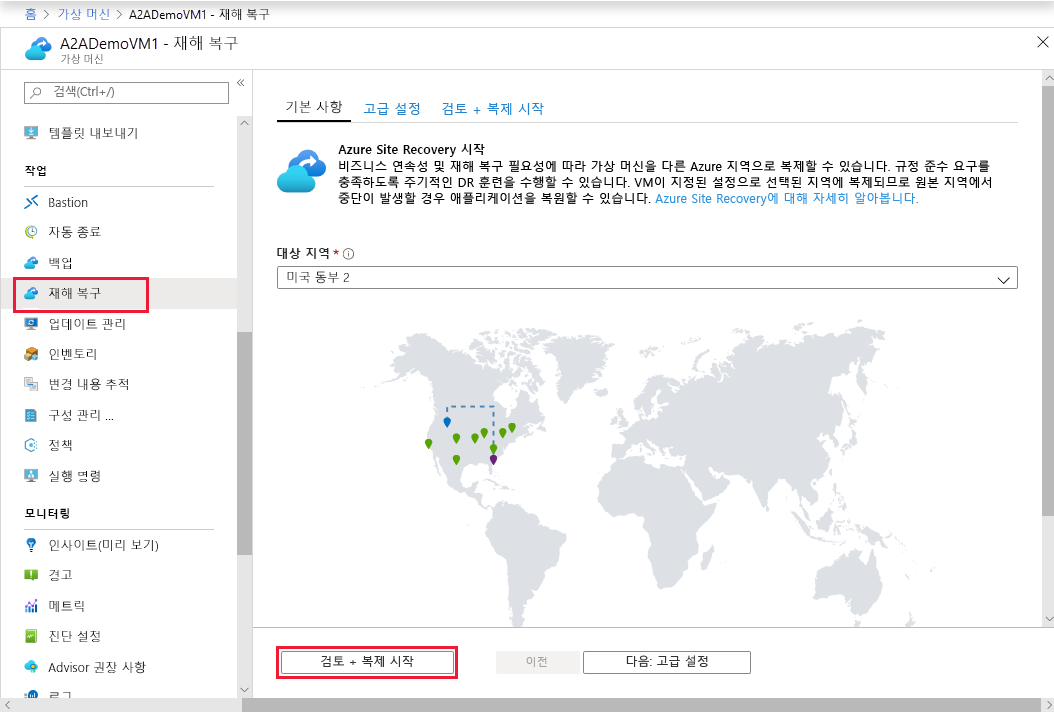 홈 > 가상 머신 > A2ADemoVM1 - 재해 복구
A2ADemoVM1 - 재해 복구
가상 머신
검색(Ctrl+/)
템플릿 내보내기
작업
Bastion
자동 종료
백업
재해 복구
업데이트 관리
인벤토리
변경 내용 추적
구성 관리 ...
정책
실행 명령
모니터링
인사이트(미리 보기)
경고
메트릭
진단 설정
Advisor 권장 사항
로그
기본 사항 고급 설정 검토 + 복제 시작
Azure Site Recovery 시작
비즈니스 연속성 및 재해 복구 필요성에 따라 가상 머신을 다른 Azure 지역으로 복제할 수 있습니다. 규정 준수 요구를
충족하도록 주기적인 DR 훈련을 수행할 수 있습니다. VM이 지정된 설정으로 선택된 지역에 복제되므로 원본 지역에서
중단이 발생할 경우 애플리케이션을 복원할 수 있습니다. Azure Site Recovery에 대해 자세히 알아봅니다.
대상 지역 *
미국 동부 2
검토 + 복제 시작 이전 다음: 고급 설정